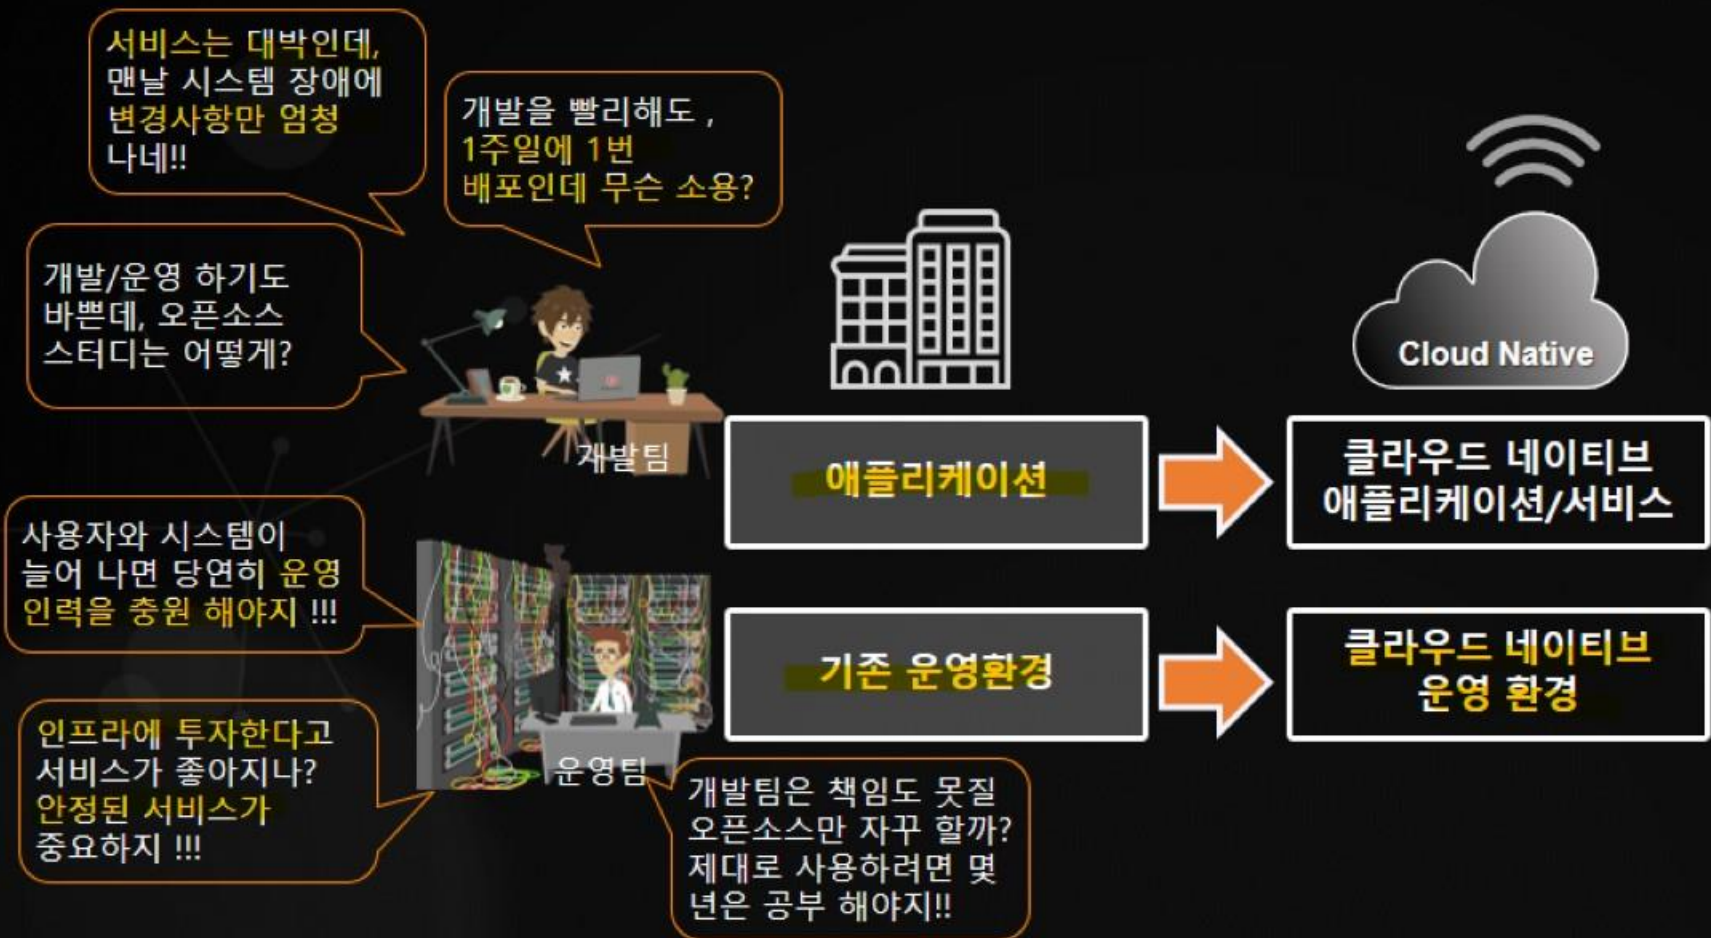 서비스는 대박인데,
맨날 시스템 장애에
변경사항만 엄청
나네!!
개발을 빨리해도 ,
1주일에 1번
배포인데 무슨 소용?
개발/운영 하기도
바쁜데, 오픈소스
스터디는 어떻게?
개발팀
Cloud Native
애플리케이션
클라우드 네이티브
애플리케이션/서비스
사용자와 시스템이
늘어 나면 당연히 운영
인력을 충원 해야지 !!!
기존 운영환경
클라우드 네이티브
운영 환경
인프라에 투자한다고
서비스가 좋아지나?
안정된 서비스가
중요하지 !!!
운영팀
개발팀은 책임도 못질
오픈소스만 자꾸 할까?
제대로 사용하려면 몇
년은 공부 해야지!!